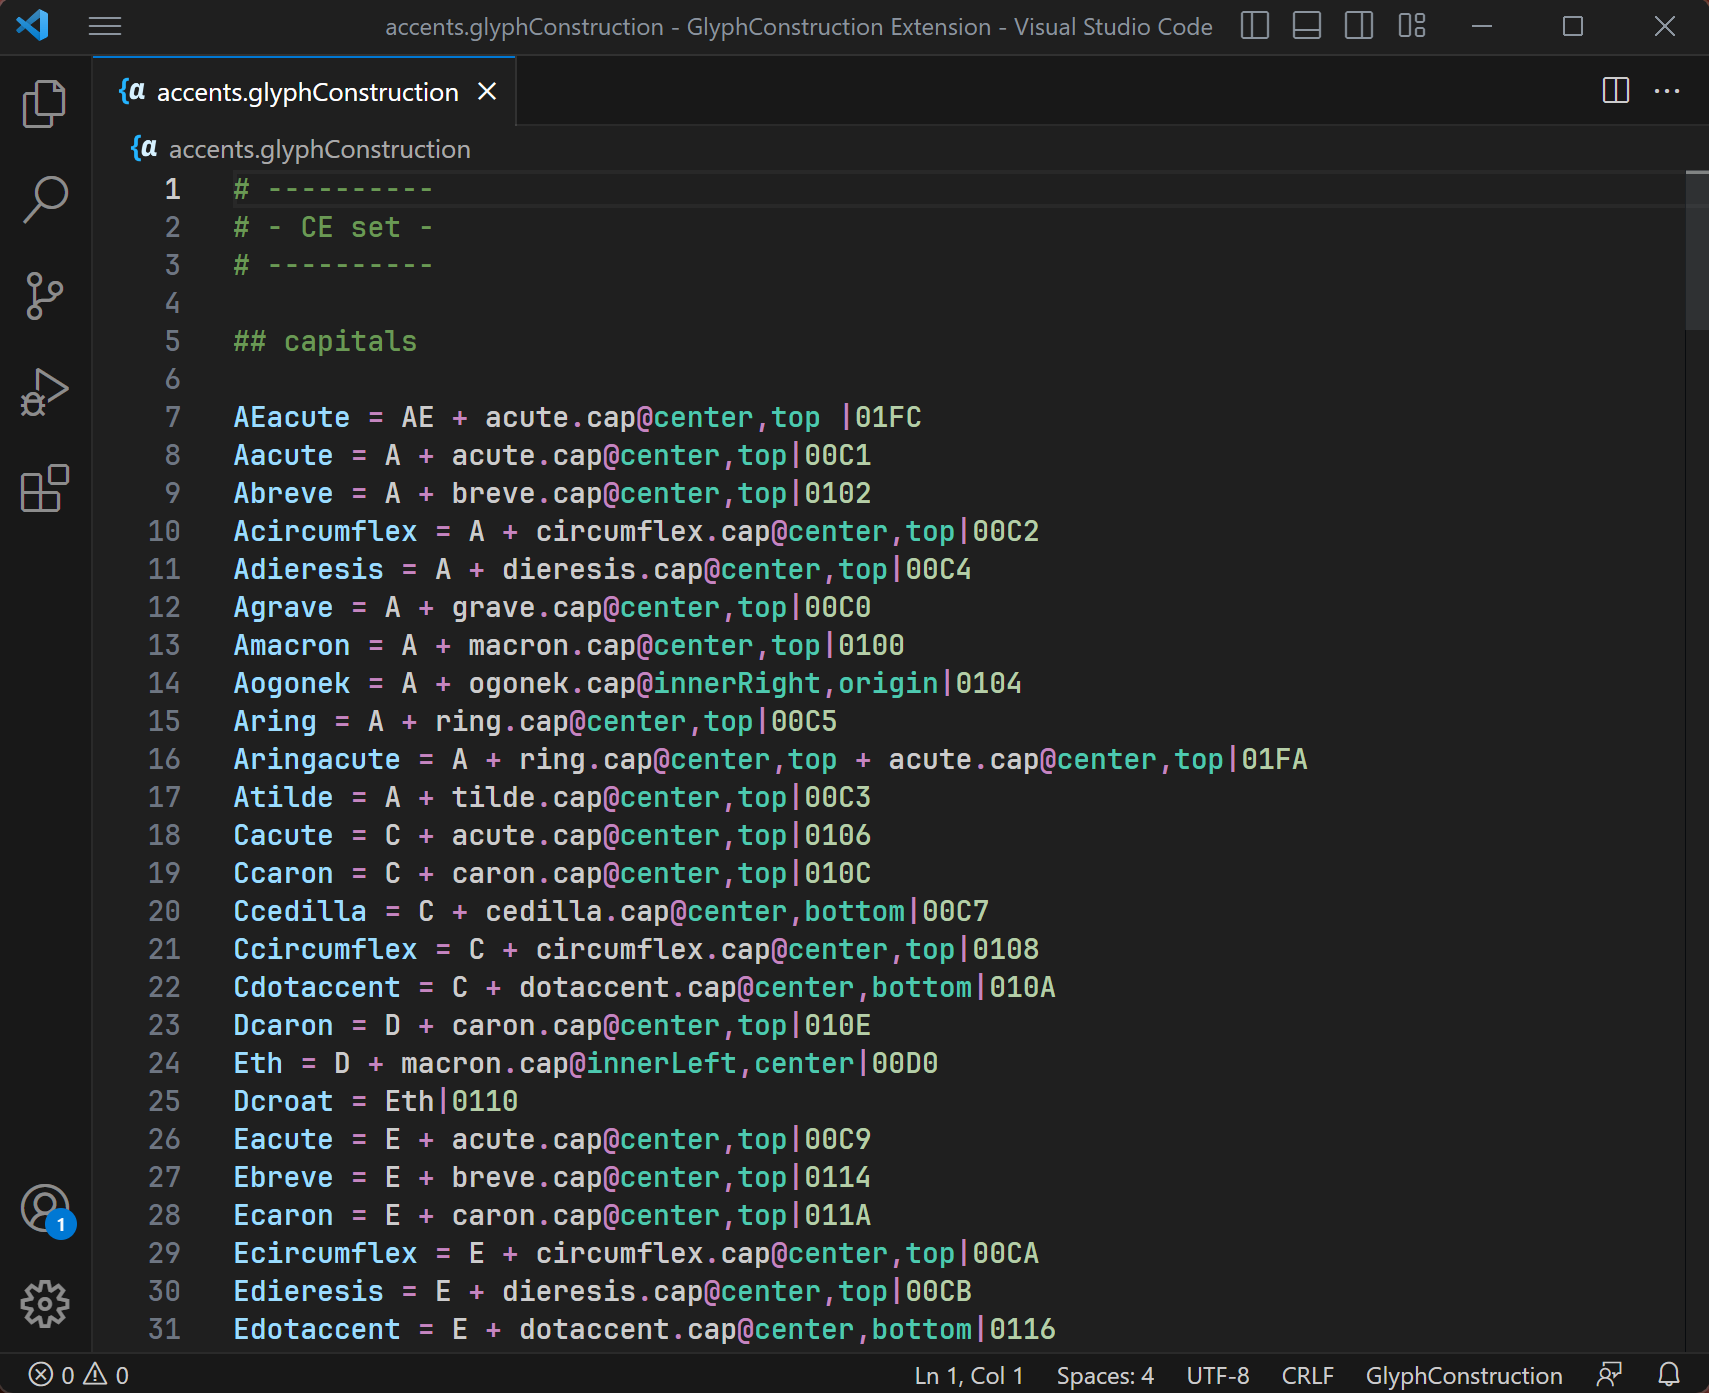 accents.glyphConstruction - GlyphConstruction Extension - Visual Studio Code
{a accents.glyphConstruction
{a accents.glyphConstruction
1 # ----------
2 # - CE set -
3 # ----------
4
5 ## capitals
6
7 AEacute = AE + acute.cap@center,top |01FC
8 Aacute = A + acute.cap@center,top|00C1
9 Abreve = A + breve.cap@center,top|0102
10 Acircumflex = A + circumflex.cap@center,top|00C2
11 Adieresis = A + dieresis.cap@center,top|00C4
12 Agrave = A + grave.cap@center,top|00C0
13 Amacron = A + macron.cap@center,top|0100
14 Aogonek = A + ogonek.cap@innerRight,origin|0104
15 Aring = A + ring.cap@center,top|00C5
16 Aringacute = A + ring.cap@center,top + acute.cap@center,top|01FA
17 Atilde = A + tilde.cap@center,top|00C3
18 Cacute = C + acute.cap@center,top|0106
19 Ccaron = C + caron.cap@center,top|010C
20 Ccedilla = C + cedilla.cap@center,bottom|00C7
21 Ccircumflex = C + circumflex.cap@center,top|0108
22 Cdotaccent = C + dotaccent.cap@center,bottom|010A
23 Dcaron = D + caron.cap@center,top|010E
24 Eth = D + macron.cap@innerLeft,center|00D0
25 Dcroat = Eth|0110
26 Eacute = E + acute.cap@center,top|00C9
27 Ebreve = E + breve.cap@center,top|0114
28 Ecaron = E + caron.cap@center,top|011A
29 Ecircumflex = E + circumflex.cap@center,top|00CA
30 Edieresis = E + dieresis.cap@center,top|00CB
31 Edotaccent = E + dotaccent.cap@center,bottom|0116
1
0 0 Ln 1, Col 1 Spaces: 4 UTF-8 CRLF GlyphConstruction